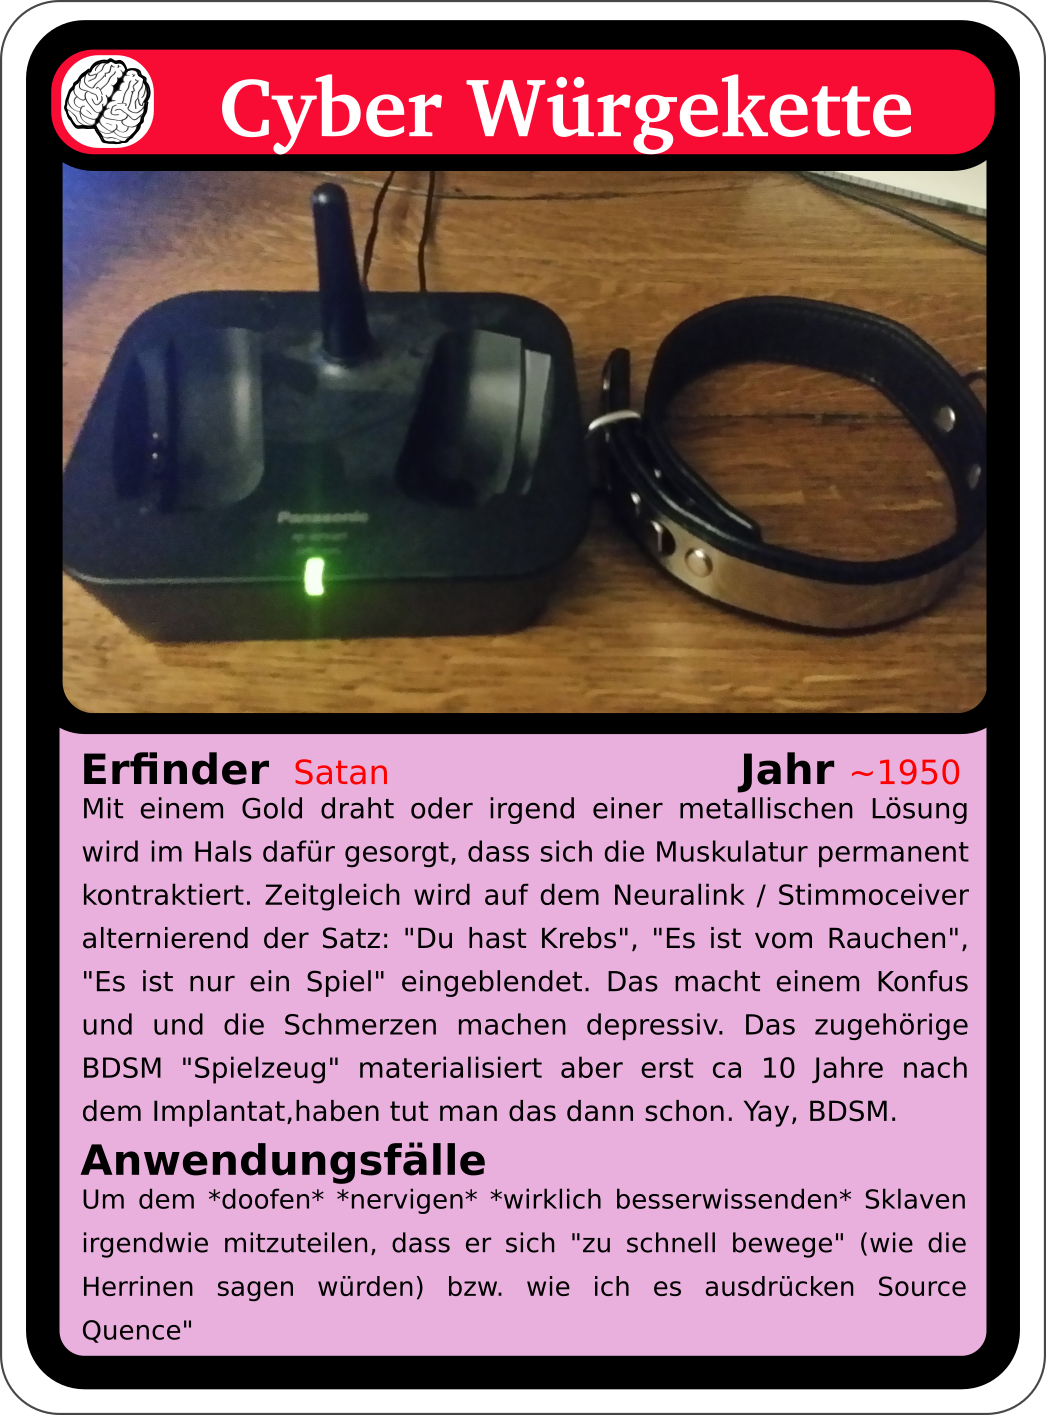 Cyber Würgekette
Panasonic
Erfinder Satan Jahr ~1950
Mit einem Gold draht oder irgend einer metallischen Lösung
wird im Hals dafür gesorgt, dass sich die Muskulatur permanent
kontraktiert. Zeitgleich wird auf dem Neuralink / Stimmoceiver
alternierend der Satz: "Du hast Krebs", "Es ist vom Rauchen",
"Es ist nur ein Spiel" eingeblendet. Das macht einem Konfus
und und die Schmerzen machen depressiv. Das zugehörige
BDSM "Spielzeug" materialisiert aber erst ca 10 Jahre nach
dem Implantat,haben tut man das dann schon. Yay, BDSM.
Anwendungsfälle
Um dem *doofen* *nervigen* *wirklich besserwissenden* Sklaven
irgendwie mitzuteilen, dass er sich "zu schnell bewege" (wie die
Herrinen sagen würden) bzw. wie ich es ausdrücken Source
Quence"